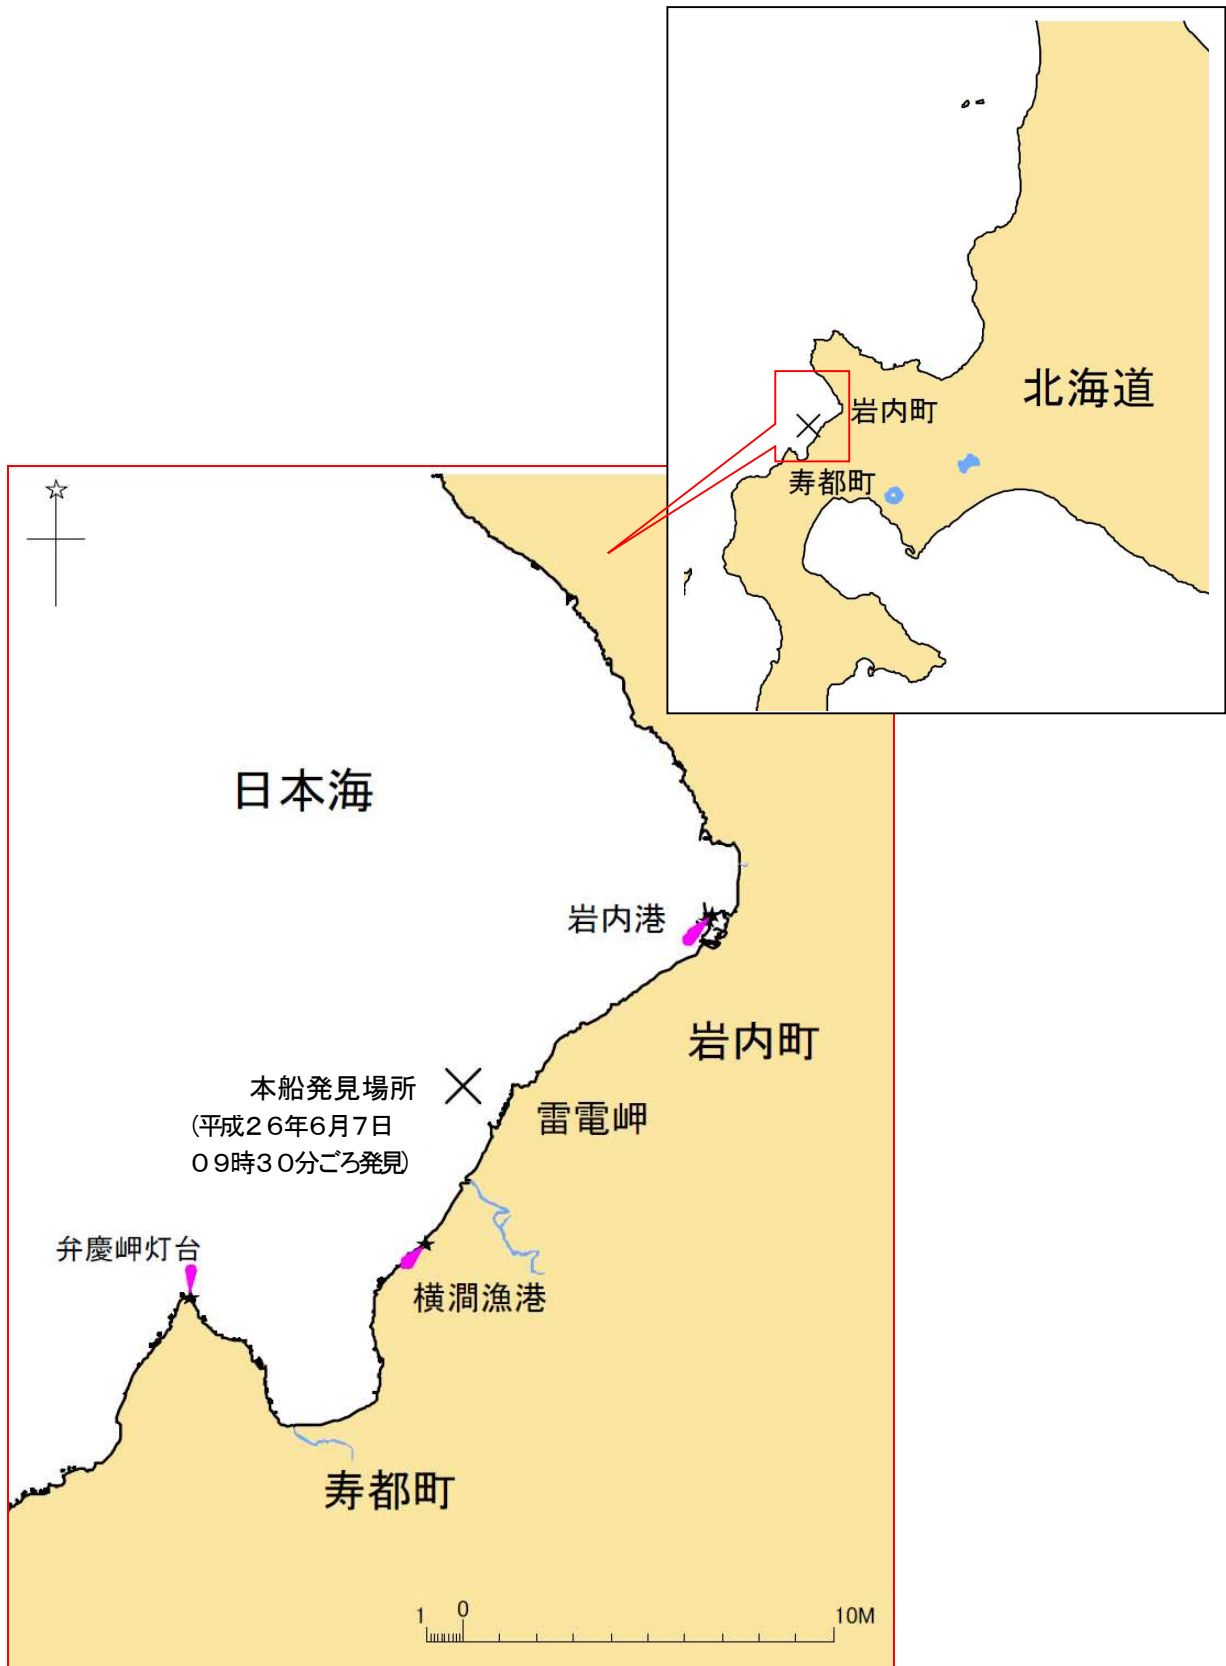 北海道
岩内町
寿都町
日本海
岩内港
岩内町
本船発見場所
(平成26年6月7日
09時30分ごろ発見)
雷電岬
弁慶岬灯台
横澗漁港
寿都町
1 0 10M